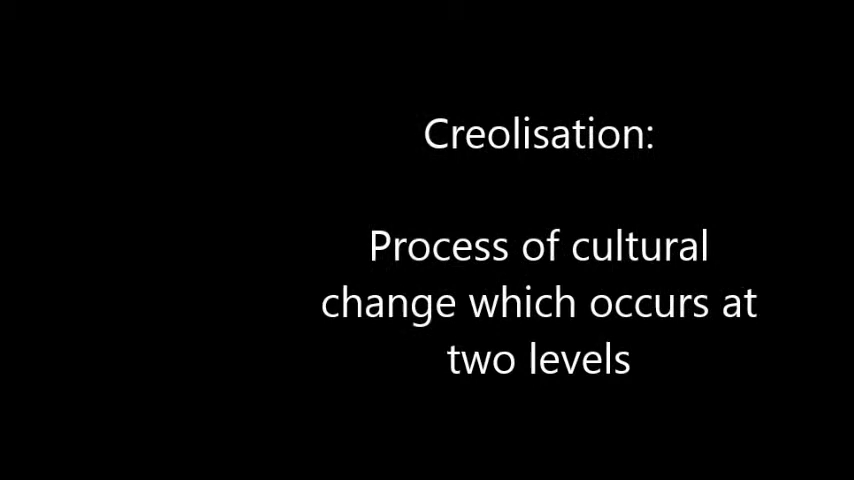 Creolisation:
Process of cultural
change which occurs at
two levels